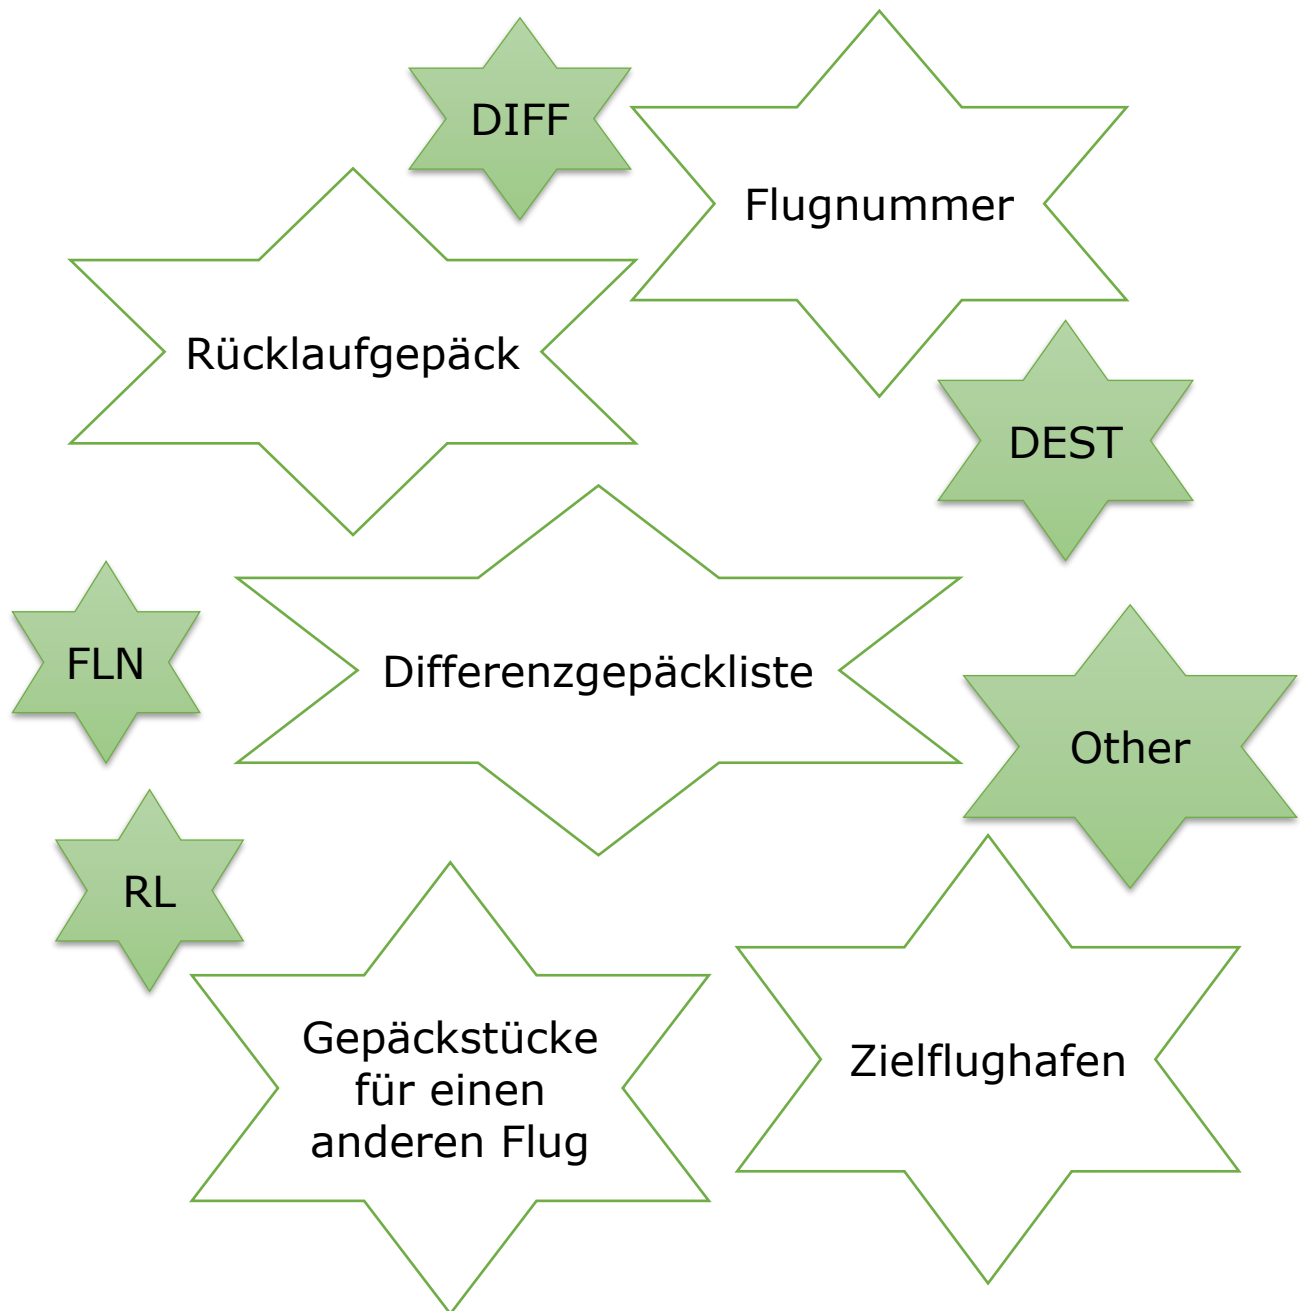 DIFF
Flugnummer
Rücklaufgepäck
DEST
FLN
Differenzgepäckliste
Other
RL
Gepäckstücke
für einen
anderen Flug
Zielflughafen